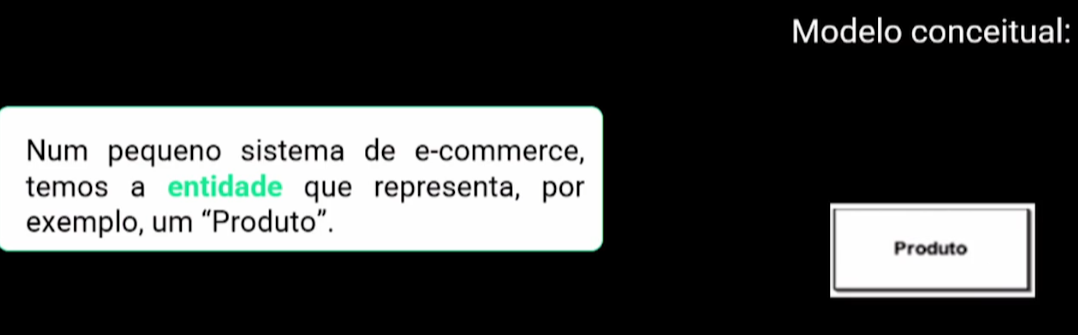 Modelo conceitual:
Num pequeno sistema de e-commerce,
temos a entidade que representa, por
exemplo, um “Produto”.
Produto